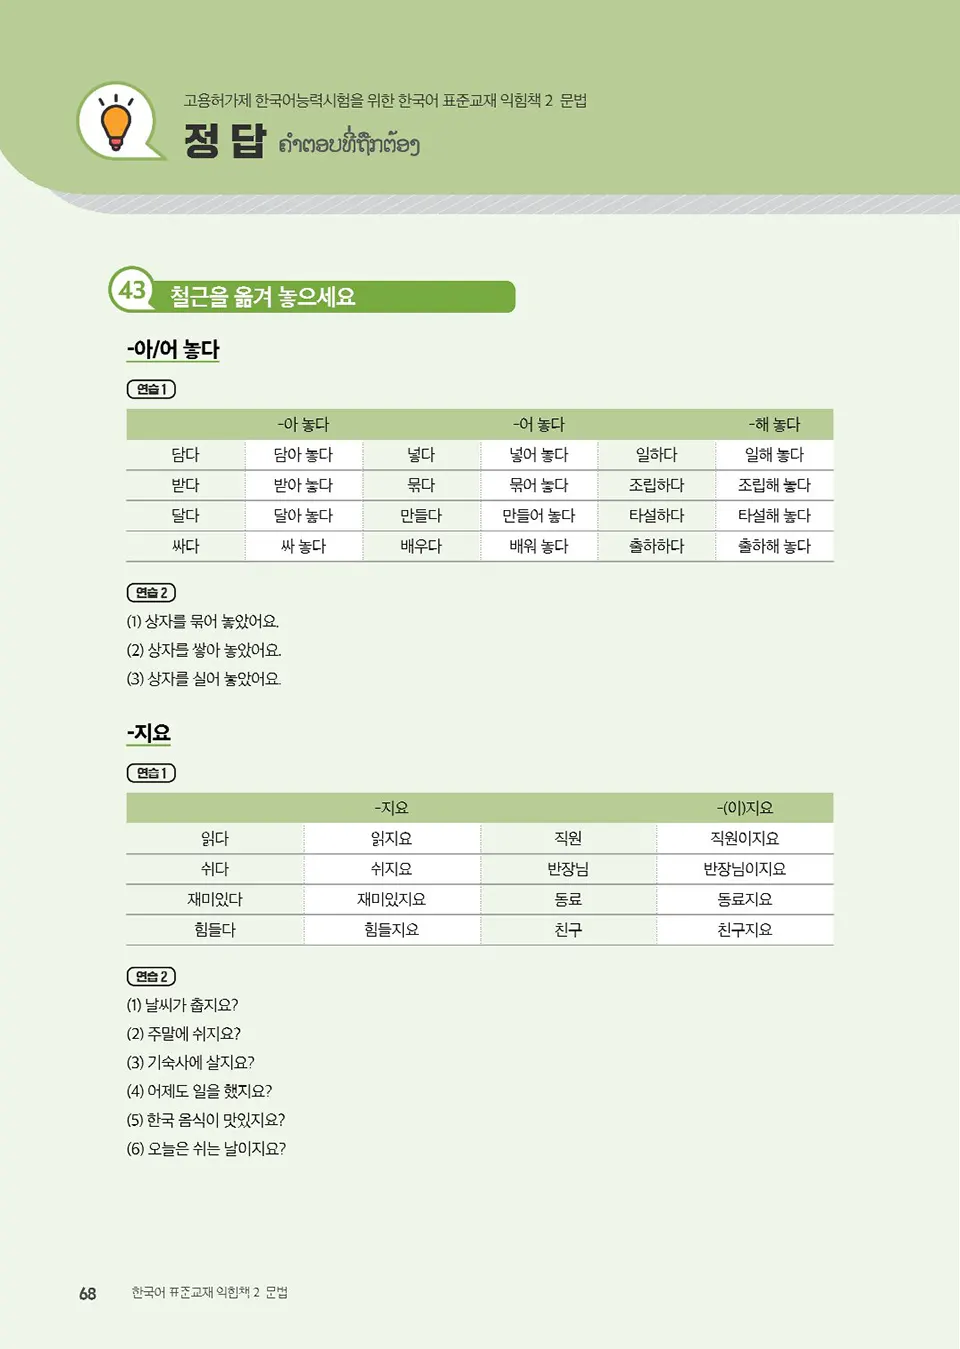 고용허가제 한국어능력시험을 위한 한국어 표준교재 익힘책 2 문법
정 답 ຄຳຕອບທີ່ຖືກຕ້ອງ
43 철근을 옮겨 놓으세요
-아/어 놓다
연습 1
-아 놓다 -어 놓다 -해 놓다
담다 담아 놓다 넣다 넣어 놓다 일하다 일해 놓다
받다 받아 놓다 묶다 묶어 놓다 조립하다 조립해 놓다
달다 달아 놓다 만들다 만들어 놓다 타설하다 타설해 놓다
싸다 싸 놓다 배우다 배워 놓다 출하하다 출하해 놓다
연습 2
(1) 상자를 묶어 놓았어요.
(2) 상자를 쌓아 놓았어요.
(3) 상자를 실어 놓았어요.
-지요
연습 1
-지요 -(이)지요
읽다 읽지요 직원 직원이지요
쉬다 쉬지요 반장님 반장님이지요
재미있다 재미있지요 동료 동료지요
힘들다 힘들지요 친구 친구지요
연습 2
(1) 날씨가 춥지요?
(2) 주말에 쉬지요?
(3) 기숙사에 살지요?
(4) 어제도 일을 했지요?
(5) 한국 음식이 맛있지요?
(6) 오늘은 쉬는 날이지요?
68 한국어 표준교재 익힘책 2 문법